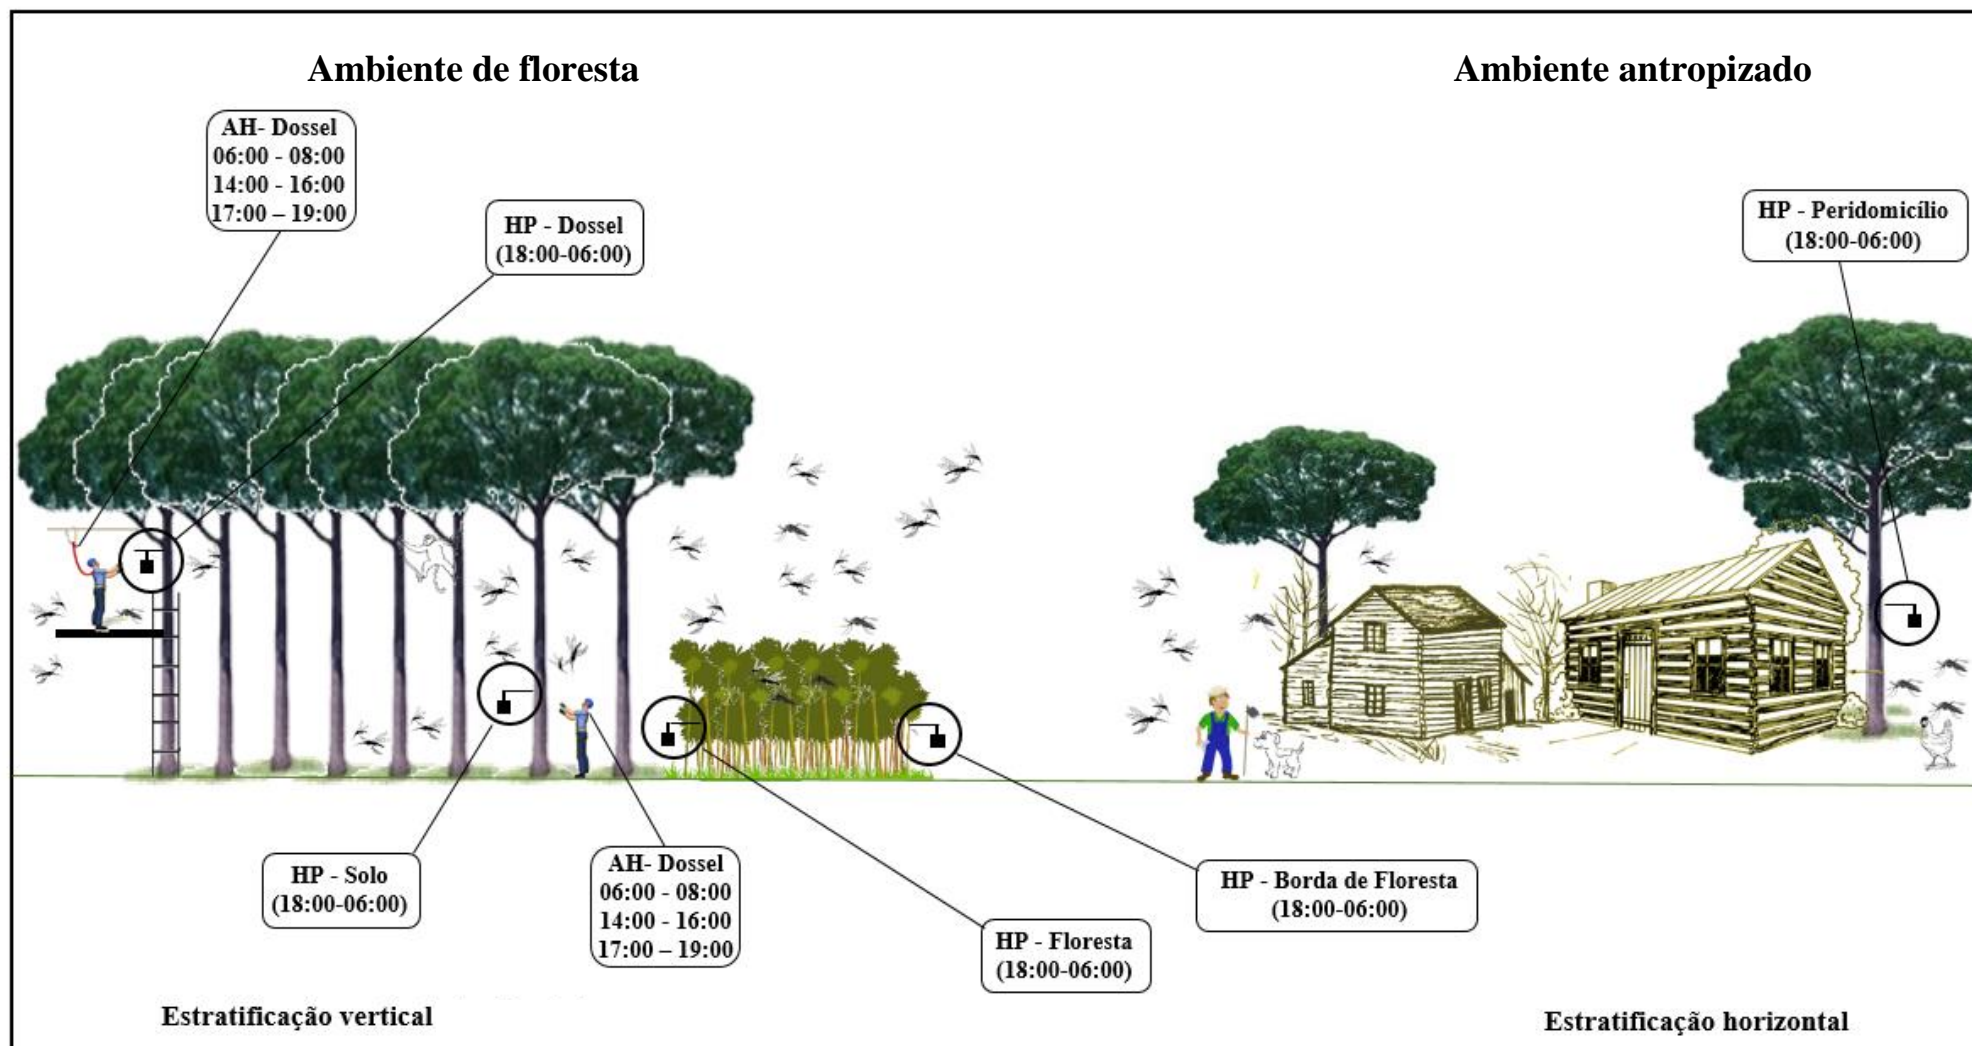 Ambiente de floresta
Ambiente antropizado
AH- Dossel
06:00 - 08:00
14:00 - 16:00
17:00 – 19:00
HP - Dossel
(18:00-06:00)
HP - Peridomicílio
(18:00-06:00)
HP - Solo
(18:00-06:00)
AH- Dossel
06:00 - 08:00
14:00 - 16:00
17:00 – 19:00
HP - Floresta
(18:00-06:00)
HP - Borda de Floresta
(18:00-06:00)
Estratificação vertical
Estratificação horizontal